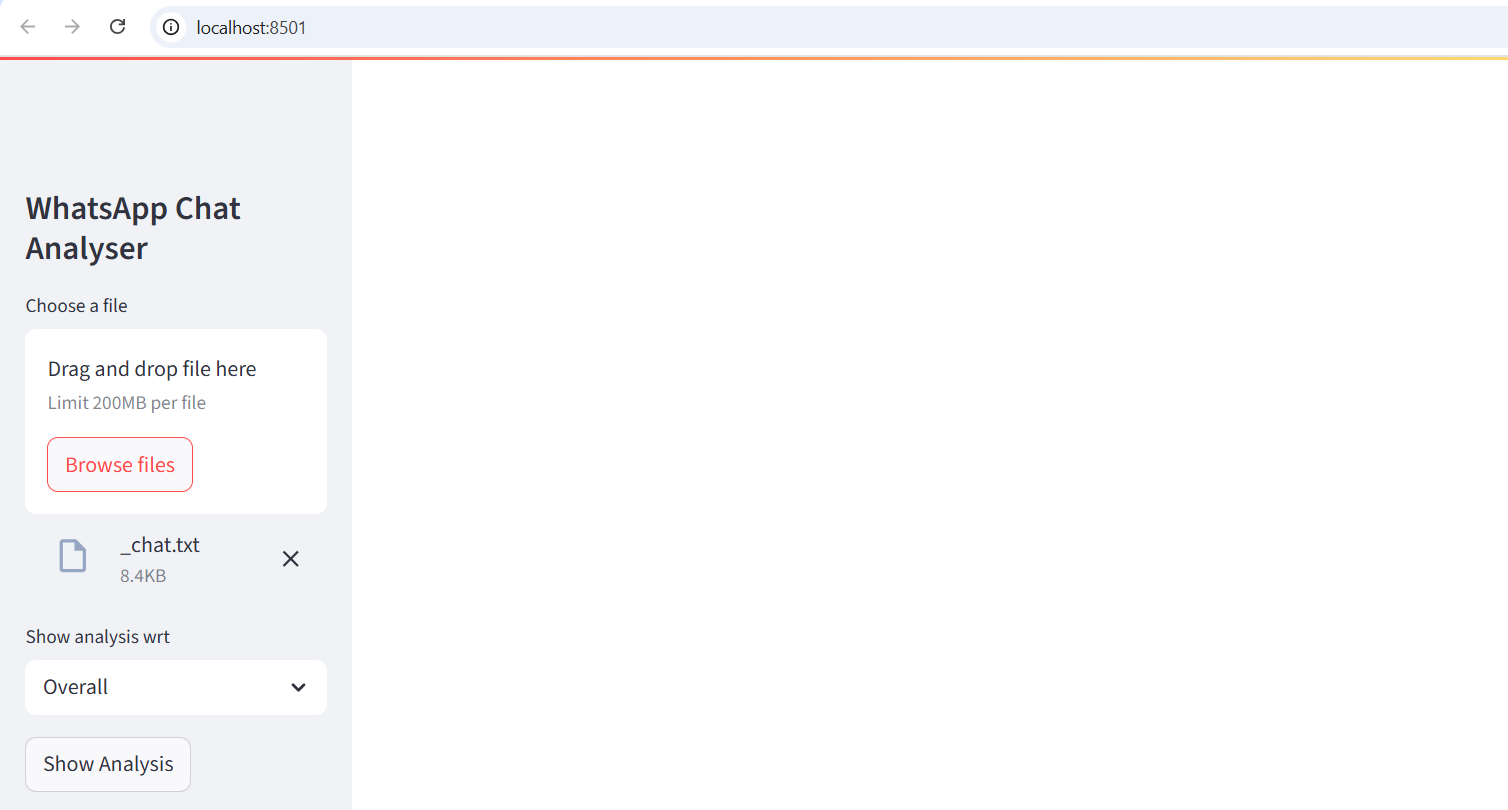 localhost:8501
WhatsApp Chat
Analyser
Choose a file
Drag and drop file here
Limit 200MB per file
Browse files
_chat.txt
8.4KB
Show analysis wrt
Overall
Show Analysis